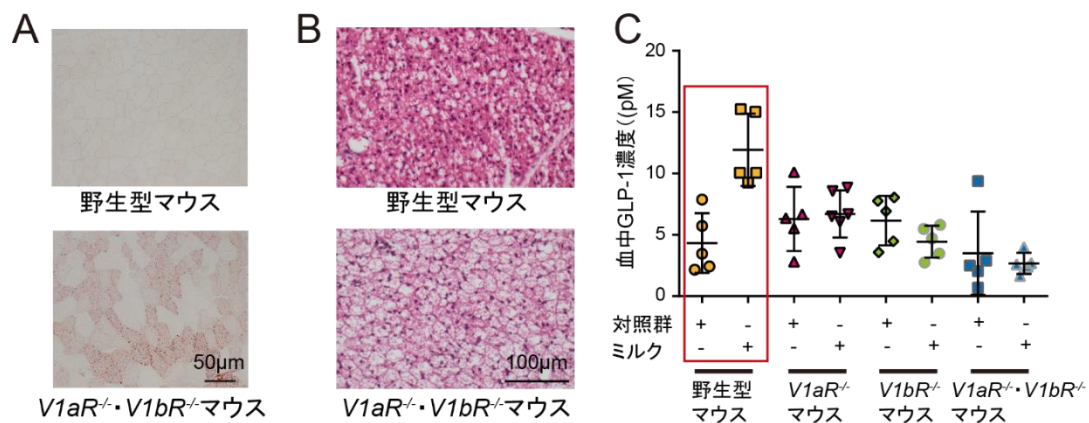 A
野生型マウス
50μm
V1aR-/-・V1bR-/-マウス
B
野生型マウス
100μm
V1aR-/-・V1bR-/-マウス
C
血中GLP-1濃度((pM)
20
15
10
5
0
対照群 + - + - + - + -
ミルク - + - + - + - +
野生型 V1aR-/- V1bR-/- V1aR-/-・V1bR-/-
マウス マウス マウス マウス